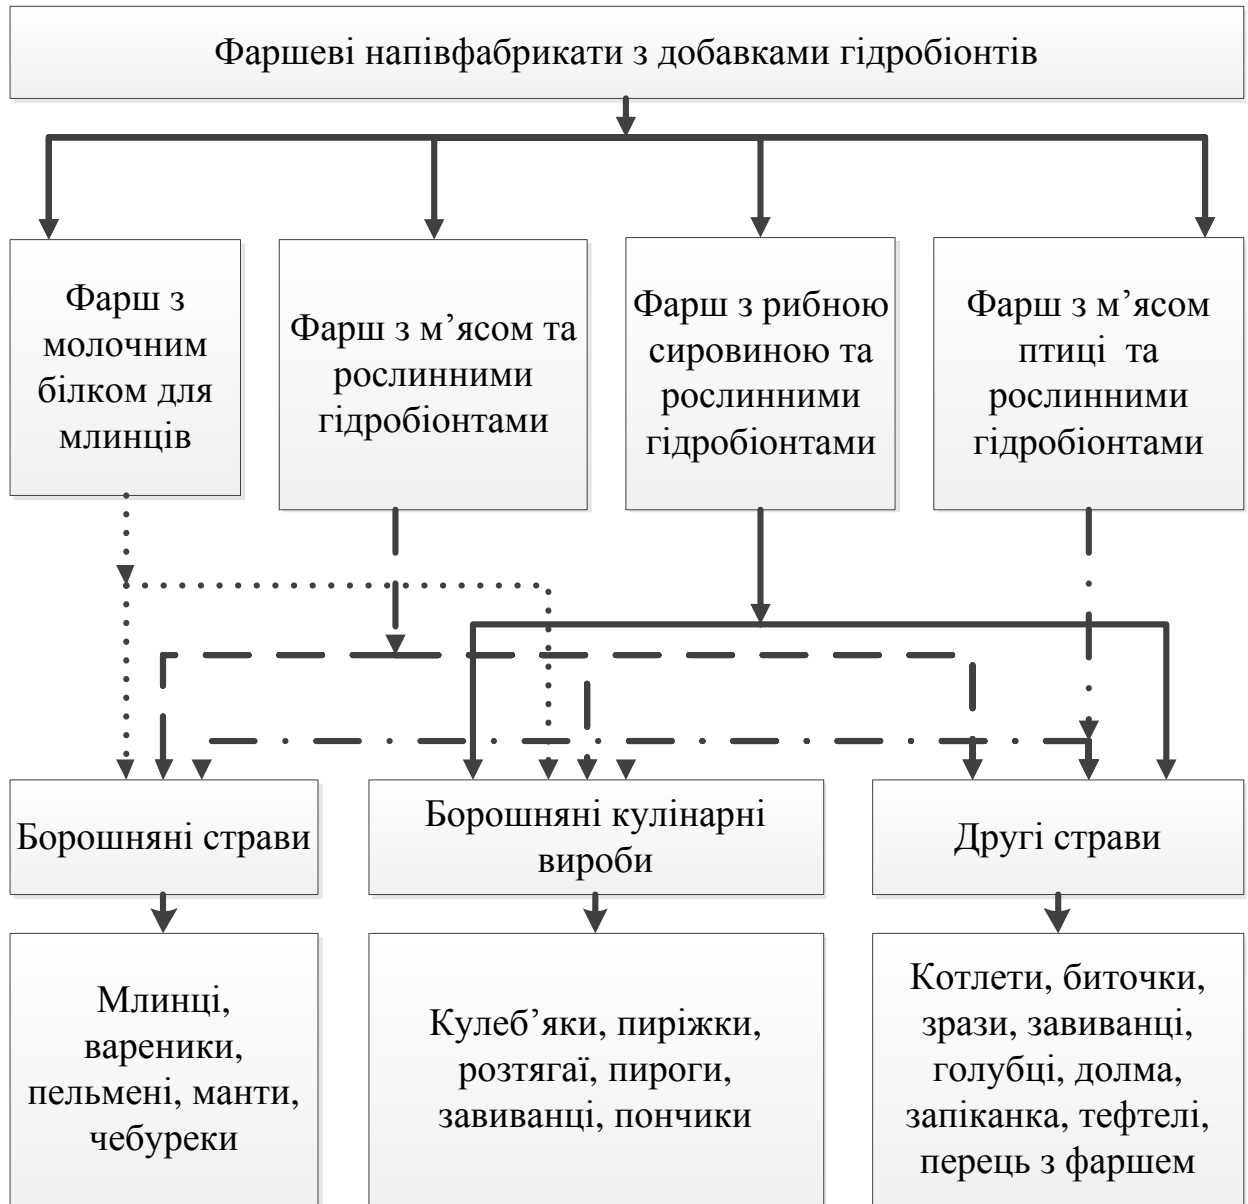 Фаршеві напівфабрикати з добавками гідробіонтів
Фарш з
молочним
білком для
млинців
Фарш з м’ясом та
рослинними
гідробіонтами
Фарш з рибною
сировиною та
рослинними
гідробіонтами
Фарш з м’ясом
птиці та
рослинними
гідробіонтами
Борошняні страви
Борошняні кулінарні
вироби
Другі страви
Млинці,
вареники,
пельмені, манти,
чебуреки
Кулеб’яки, пиріжки,
розтягаї, пироги,
завиванці, пончики
Котлети, биточки,
зрази, завиванці,
голубці, долма,
запіканка, тефтелі,
перець з фаршем